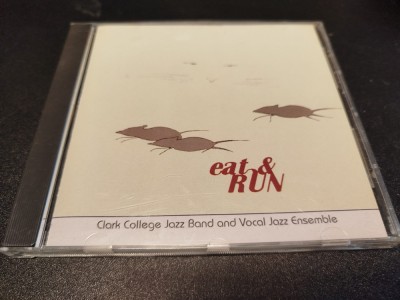 eat &
RUN
Clark College Jazz Band and Vocal Jazz Ensemble